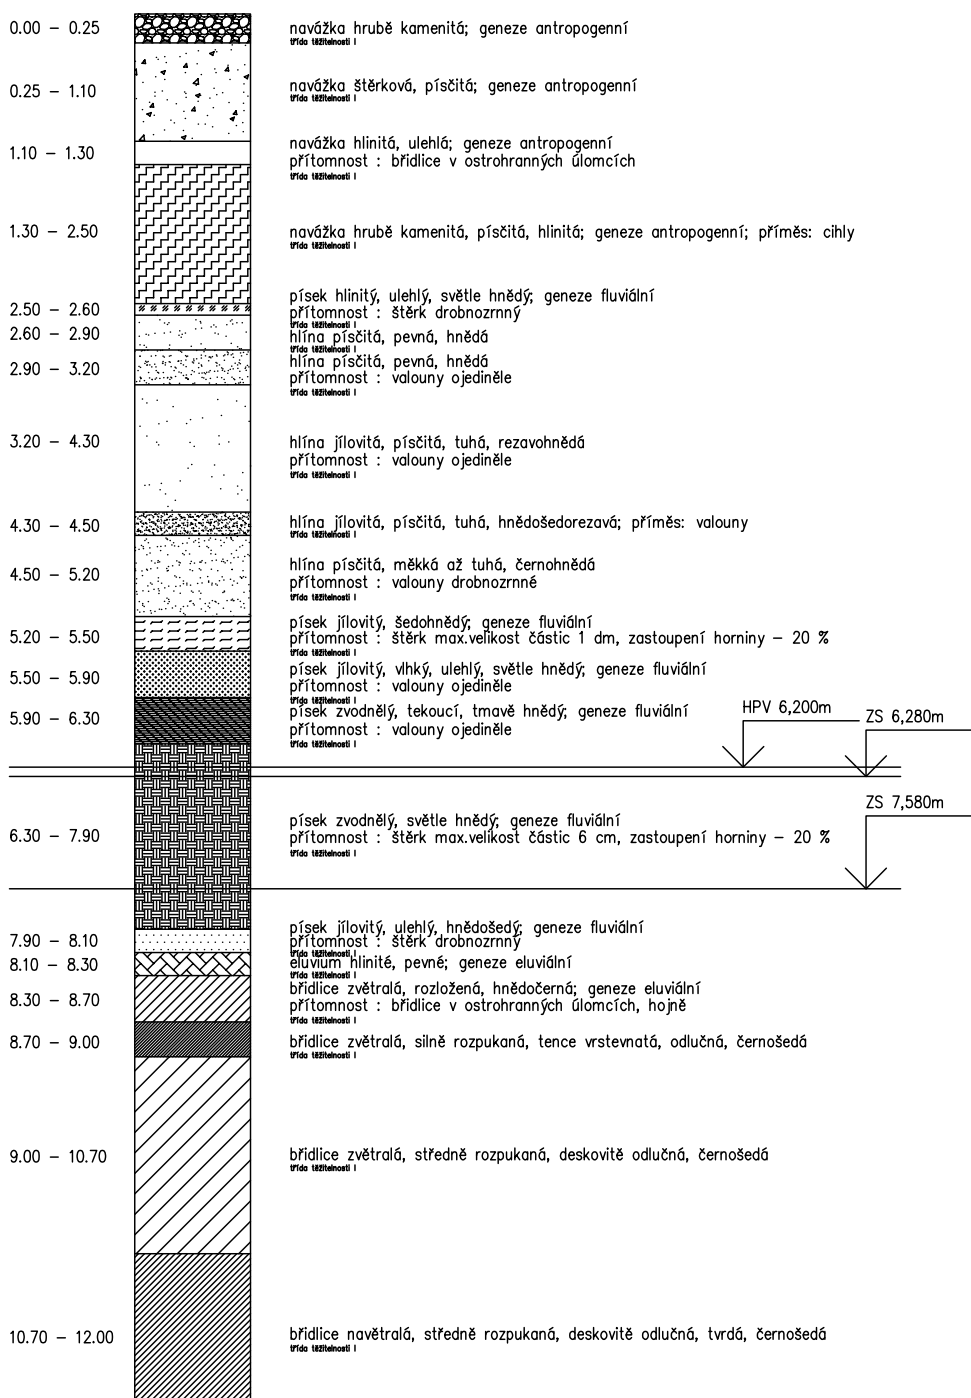 0.00 – 0.25
navážka hrubě kamenitá; geneze antropogenní
třída těžitelnosti I
0.25 – 1.10
navážka štěrková, písčitá; geneze antropogenní
třída těžitelnosti I
1.10 – 1.30
navážka hlinitá, ulehlá; geneze antropogenní
přítomnost : břidlice v ostrohranných úlomcích
třída těžitelnosti I
1.30 – 2.50
navážka hrubě kamenitá, písčitá, hlinitá; geneze antropogenní; příměs: cihly
třída těžitelnosti I
2.50 – 2.60
písek hlinitý, ulehlý, světle hnědý; geneze fluviální
přítomnost : štěrk drobnozrnný
třída těžitelnosti I
2.60 – 2.90
hlína písčitá, pevná, hnědá
třída těžitelnosti I
2.90 – 3.20
hlína písčitá, pevná, hnědá
přítomnost : valouny ojediněle
třída těžitelnosti I
3.20 – 4.30
hlína jílovitá, písčitá, tuhá, rezavohnědá
přítomnost : valouny ojediněle
třída těžitelnosti I
4.30 – 4.50
hlína jílovitá, písčitá, tuhá, hnědošedorezavá; příměs: valouny
třída těžitelnosti I
4.50 – 5.20
hlína písčitá, měkká až tuhá, černohnědá
přítomnost : valouny drobnozrnné
třída těžitelnosti I
5.20 – 5.50
písek jílovitý, šedohnědý; geneze fluviální
přítomnost : štěrk max.velikost částic 1 dm, zastoupení horniny – 20 %
třída těžitelnosti I
5.50 – 5.90
písek jílovitý, vlhký, ulehlý, světle hnědý; geneze fluviální
přítomnost : valouny ojediněle
třída těžitelnosti I
5.90 – 6.30
písek zvodnělý, tekoucí, tmavě hnědý; geneze fluviální
přítomnost : valouny ojediněle
třída těžitelnosti I
HPV 6,200m
ZS 6,280m
ZS 7,580m
6.30 – 7.90
písek zvodnělý, světle hnědý; geneze fluviální
přítomnost : štěrk max.velikost částic 6 cm, zastoupení horniny – 20 %
třída těžitelnosti I
7.90 – 8.10
písek jílovitý, ulehlý, hnědošedý; geneze fluviální
přítomnost : štěrk drobnozrnný
třída těžitelnosti I
8.10 – 8.30
eluvium hlinité, pevné; geneze eluviální
třída těžitelnosti I
8.30 – 8.70
břidlice zvětralá, rozložená, hnědočerná; geneze eluviální
přítomnost : břidlice v ostrohranných úlomcích, hojně
třída těžitelnosti I
8.70 – 9.00
břidlice zvětralá, silně rozpukaná, tence vrstevnatá, odlučná, černošedá
třída těžitelnosti I
9.00 – 10.70
břidlice zvětralá, středně rozpukaná, deskovitě odlučná, černošedá
třída těžitelnosti I
10.70 – 12.00
břidlice navětralá, středně rozpukaná, deskovitě odlučná, tvrdá, černošedá
třída těžitelnosti I